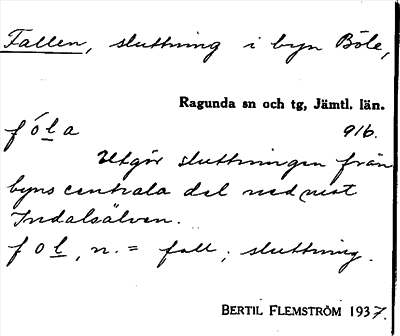 Fallen, sluttning i byn Böle,
Ragunda sn och tg, Jämtl. län.
fóla 916.
Utgör sluttningen från
byns centrala del ned mot
Indalsälven.
fol, n. = fall; sluttning.
BERTIL FLEMSTRÖM 1937.